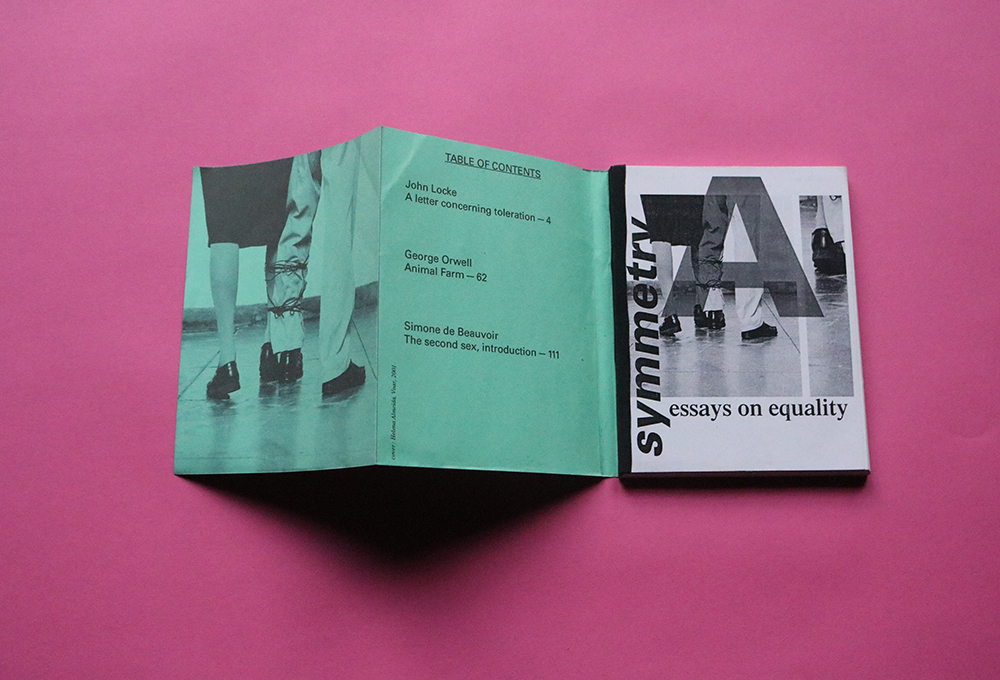 TABLE OF CONTENTS
John Locke
A letter concerning toleration — 4
George Orwell
Animal Farm — 62
Simone de Beauvoir
The second sex, introduction — 111
cover: Helena Almeida, Voar, 2001
A
symmetry
essays on equality